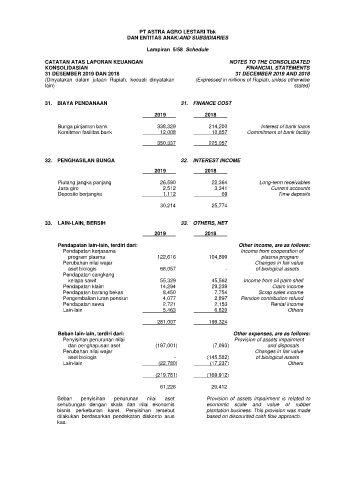 PT ASTRA AGRO LESTARI Tbk
DAN ENTITAS ANAK/AND SUBSIDIARIES
Lampiran 5/58 Schedule
CATATAN ATAS LAPORAN KEUANGAN KONSOLIDASIAN
31 DESEMBER 2019 DAN 2018
(Dinyatakan dalam jutaan Rupiah, kecuali dinyatakan lain)
NOTES TO THE CONSOLIDATED FINANCIAL STATEMENTS
31 DECEMBER 2019 AND 2018
(Expressed in millions of Rupiah, unless otherwise stated)
31. BIAYA PENDANAAN 31. FINANCE COST
2019 2018
Bunga pinjaman bank 338,329 214,200 Interest of bank loans
Komitmen fasilitas bank 12,008 10,857 Commitment of bank facility
350,337 225,057
32. PENGHASILAN BUNGA 32. INTEREST INCOME
2019 2018
Piutang jangka panjang 26,590 22,364 Long-term receivables
Jasa giro 2,512 3,341 Current accounts
Deposito berjangka 1,112 69 Time deposits
30,214 25,774
33. LAIN-LAIN, BERSIH 33. OTHERS, NET
2019 2018
Pendapatan lain-lain, terdiri dari: Other income, are as follows:
Pendapatan kerjasama Income from cooperation of
program plasma 122,616 104,899 plasma program
Perubahan nilai wajar Changes in fair value
aset biologis 68,057 - of biological assets
Pendapatan cangkang
kelapa sawit 55,329 45,562 Income from oil palm shell
Pendapatan klaim 14,294 29,239 Claim income
Pendapatan barang bekas 8,450 7,754 Scrap sales income
Pengembalian iuran pensiun 4,077 2,897 Pension contribution refund
Pendapatan sewa 2,721 2,153 Rental income
Lain-lain 5,463 6,820 Others
281,007 199,324
Beban lain-lain, terdiri dari: Other expenses, are as follows:
Penyisihan penurunan nilai Provision of assets impairment
dan penghapusan aset (197,001) (7,093) and disposals
Perubahan nilai wajar Changes in fair value
aset biologis - (145,582) of biological assets
Lain-lain (22,780) (17,237) Others
(219,781) (169,912)
61,226 29,412
Beban penyisihan penurunan nilai aset
sehubungan dengan skala dan nilai ekonomis
bisnis perkebunan karet. Penyisihan tersebut
dilakukan berdasarkan pendekatan diskonto arus
kas.
Provision of assets impairment is related to
economic scale and value of rubber
plantation business. This provision was made
based on discounted cash flow approach.